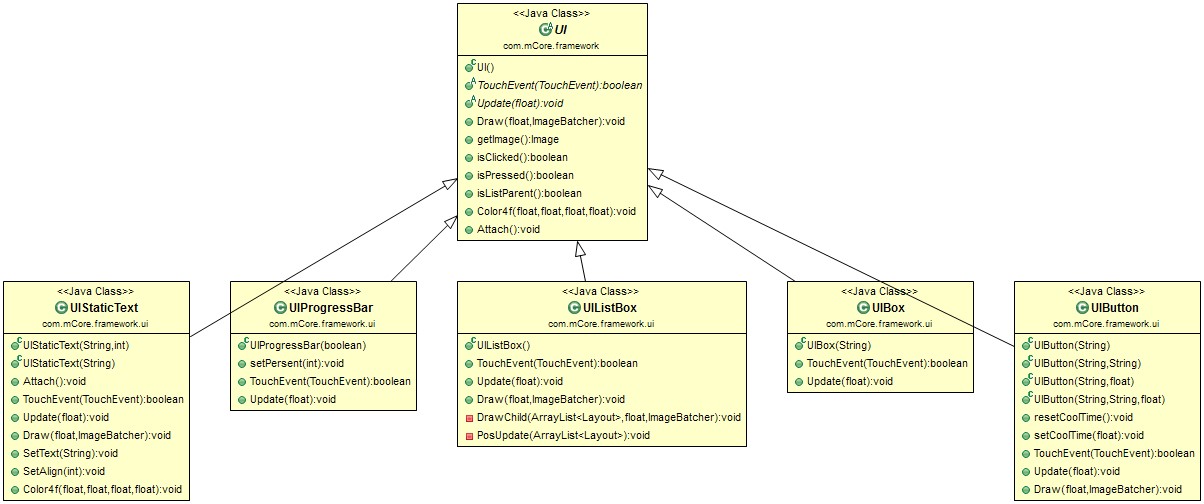 <<Java Class>>
UI
com.mCore.framework
UI()
TouchEvent(TouchEvent):boolean
Update(float):void
Draw(float,ImageBatcher):void
getImage():Image
isClicked():boolean
isPressed():boolean
isListParent():boolean
Color4f(float,float,float,float):void
Attach():void
<<Java Class>>
UIStaticText
com.mCore.framework.ui
UIStaticText(String,int)
UIStaticText(String)
Attach():void
TouchEvent(TouchEvent):boolean
Update(float):void
Draw(float,ImageBatcher):void
SetText(String):void
SetAlign(int):void
Color4f(float,float,float,float):void
<<Java Class>>
UIProgressBar
com.mCore.framework.ui
UIProgressBar(boolean)
setPersent(int):void
TouchEvent(TouchEvent):boolean
Update(float):void
<<Java Class>>
UIListBox
com.mCore.framework.ui
UIListBox()
TouchEvent(TouchEvent):boolean
Update(float):void
Draw(float,ImageBatcher):void
DrawChild(ArrayList<Layout>,float,ImageBatcher):void
PosUpdate(ArrayList<Layout>):void
<<Java Class>>
UIBox
com.mCore.framework.ui
UIBox(String)
TouchEvent(TouchEvent):boolean
Update(float):void
<<Java Class>>
UIButton
com.mCore.framework.ui
UIButton(String)
UIButton(String,String)
UIButton(String,float)
UIButton(String,String,float)
resetCoolTime():void
setCoolTime(float):void
TouchEvent(TouchEvent):boolean
Update(float):void
Draw(float,ImageBatcher):void